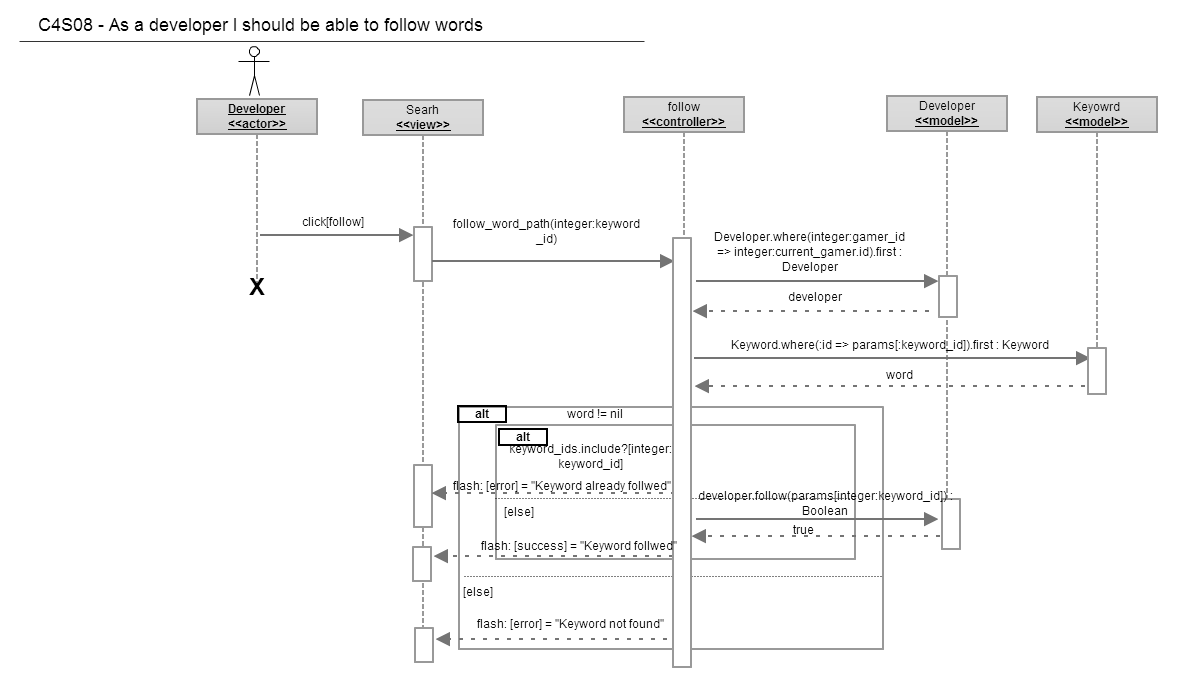 C4S08 - As a developer I should be able to follow words
Developer
<<actor>>
Searh
<<view>>
follow
<<controller>>
Developer
<<model>>
Keyowrd
<<model>>
click[follow]
follow_word_path(integer:keyword
_id)
Developer.where(integer:gamer_id
=> integer:current_gamer.id).first :
Developer
X
developer
Keyword.where(:id => params[:keyword_id]).first : Keyword
word
alt
word != nil
alt
keyword_ids.include?[integer:
keyword_id]
flash: [error] = "Keyword already follwed"
developer.follow(params[integer:keyword_id]) :
Boolean
[else]
true
flash: [success] = "Keyword follwed"
[else]
flash: [error] = "Keyword not found"